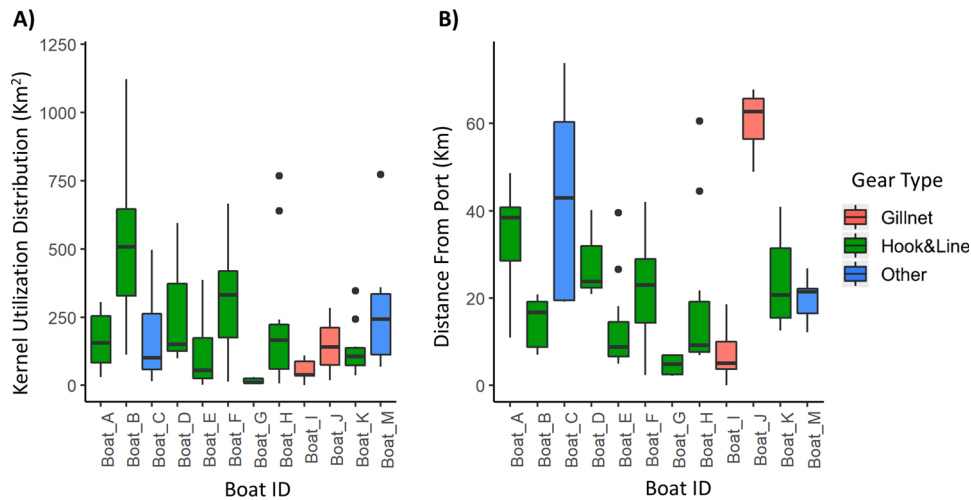 A)
Kernel Utilization Distribution (Km²)
1250
1000
750
500
250
0
Boat_A
Boat_B
Boat_C
Boat_D
Boat_E
Boat_F
Boat_G
Boat_H
Boat_I
Boat_J
Boat_K
Boat_M
Boat ID
B)
Distance From Port (Km)
60
40
20
0
Boat_A
Boat_B
Boat_C
Boat_D
Boat_E
Boat_F
Boat_G
Boat_H
Boat_I
Boat_J
Boat_K
Boat_M
Boat ID
Gear Type
Gillnet
Hook&Line
Other